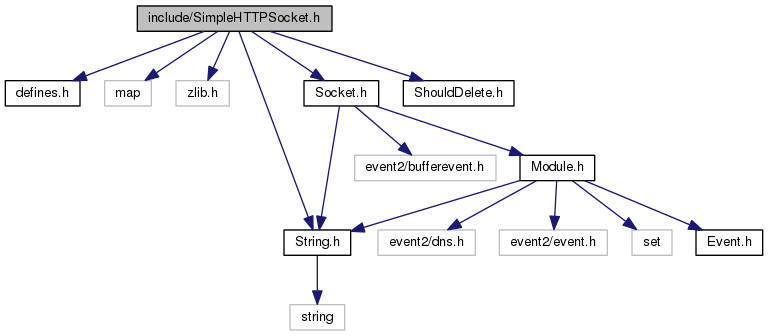 include/SimpleHTTPSocket.h
defines.h
map
zlib.h
Socket.h
ShouldDelete.h
event2/bufferevent.h
Module.h
String.h
event2/dns.h
event2/event.h
set
Event.h
string